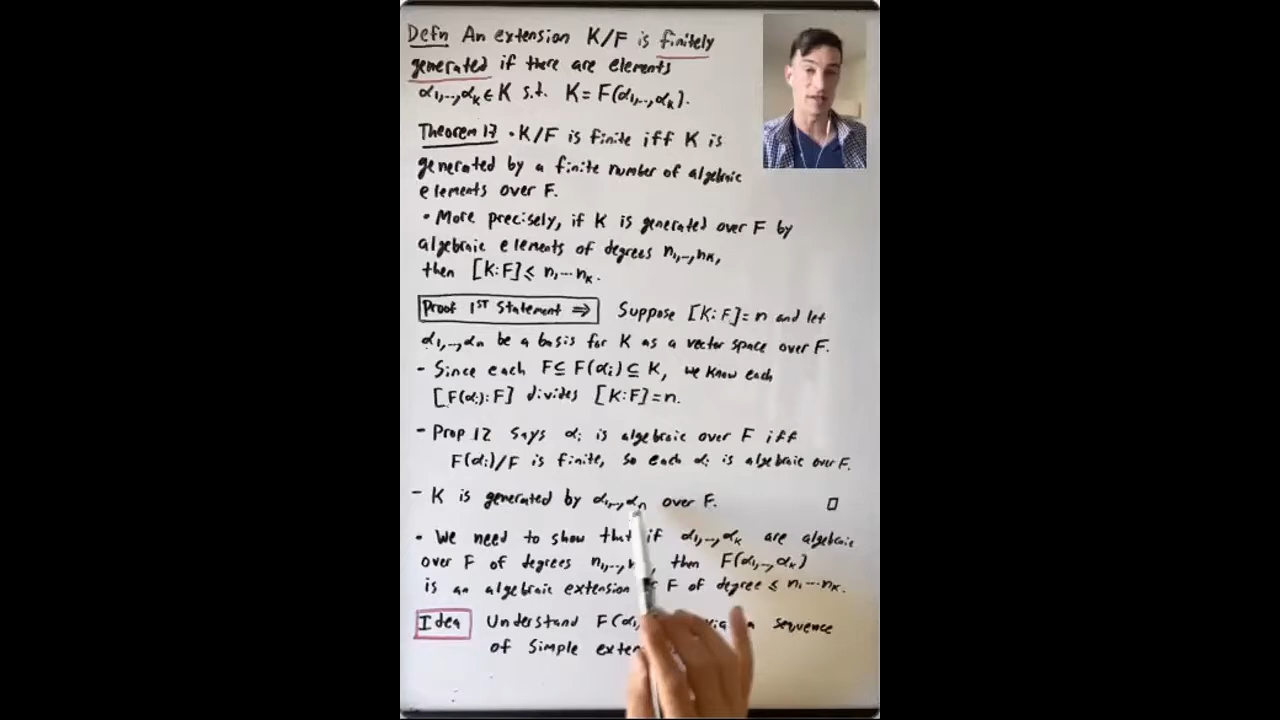 Defn An extension K/F is finitely
generated if there are elements
α₁,..,αₖ ∈ K s.t. K = F(α₁,..,αₖ).
Theorem 17 • K/F is finite iff K is
generated by a finite number of algebraic
elements over F.
• More precisely, if K is generated over F by
algebraic elements of degrees n₁,..,nₖ,
then [K:F] ≤ n₁...nₖ.
Proof 1ST Statement ⇒ Suppose [K:F] = n and let
α₁,..,αₙ be a basis for K as a vector space over F.
- Since each F ⊆ F(αᵢ) ⊆ K, we know each
[F(αᵢ):F] divides [K:F] = n.
- Prop 12 says αᵢ is algebraic over F iff
F(αᵢ)/F is finite, so each αᵢ is algebraic over F.
- K is generated by α₁,..,αₙ over F. □
• We need to show that if α₁,..,αₖ are algebraic
over F of degrees n₁,.., then F(α₁,..,αₖ)
is an algebraic extension F of degree ≤ n₁...nₖ.
Idea Understand F(α₁ via a sequence
of simple exten